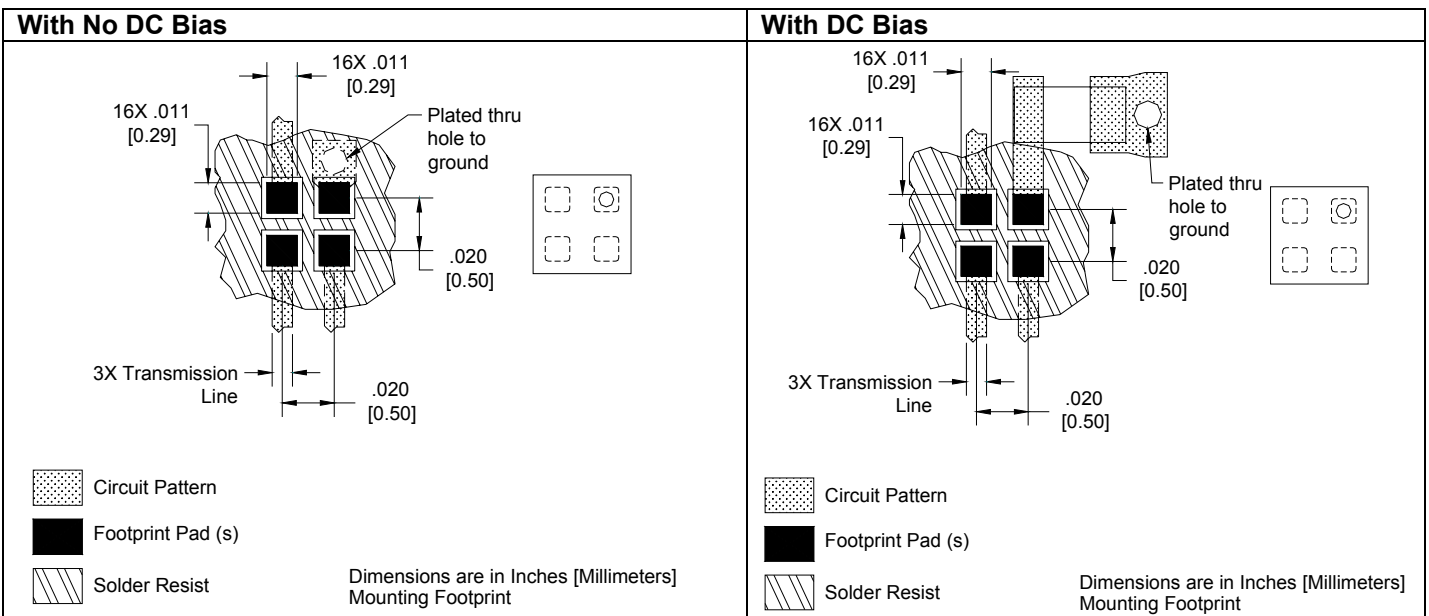 With No DC Bias
16X .011
[0.29]
16X .011
[0.29]
Plated thru
hole to
ground
.020
[0.50]
3X Transmission
Line
.020
[0.50]
Circuit Pattern
Footprint Pad (s)
Solder Resist
Dimensions are in Inches [Millimeters]
Mounting Footprint
With DC Bias
16X .011
[0.29]
16X .011
[0.29]
Plated thru
hole to
ground
.020
[0.50]
3X Transmission
Line
.020
[0.50]
Circuit Pattern
Footprint Pad (s)
Solder Resist
Dimensions are in Inches [Millimeters]
Mounting Footprint